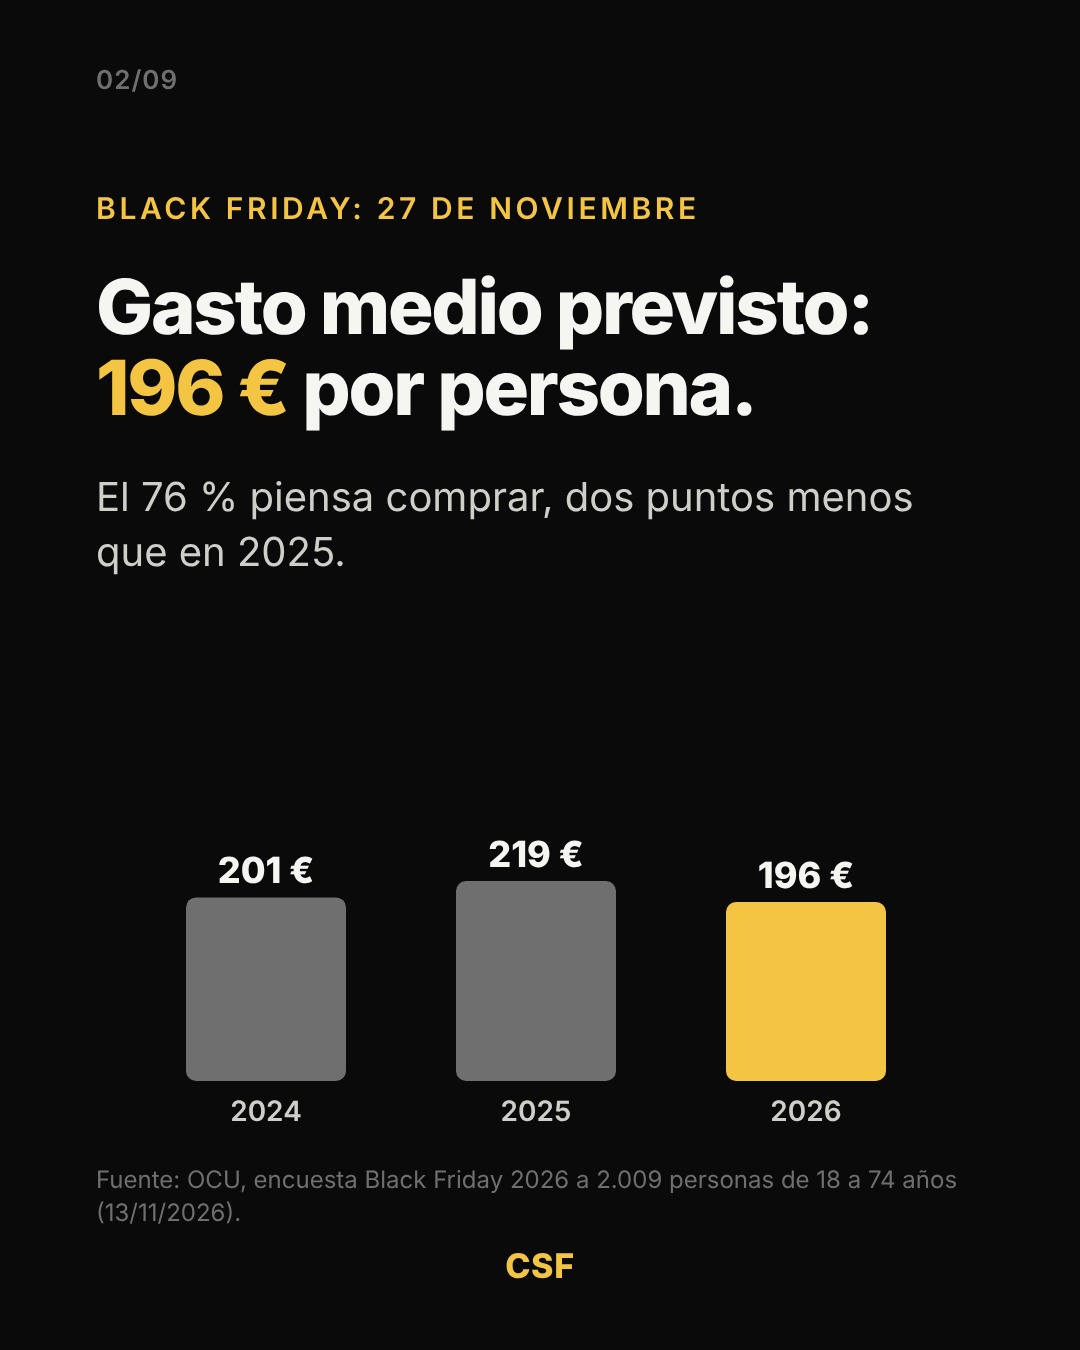 02/09
BLACK FRIDAY: 27 DE NOVIEMBRE
Gasto medio previsto:
196 € por persona.
El 76 % piensa comprar, dos puntos menos
que en 2025.
201 €
219 €
196 €
2024
2025
2026
Fuente: OCU, encuesta Black Friday 2026 a 2.009 personas de 18 a 74 años
(13/11/2026).
CSF